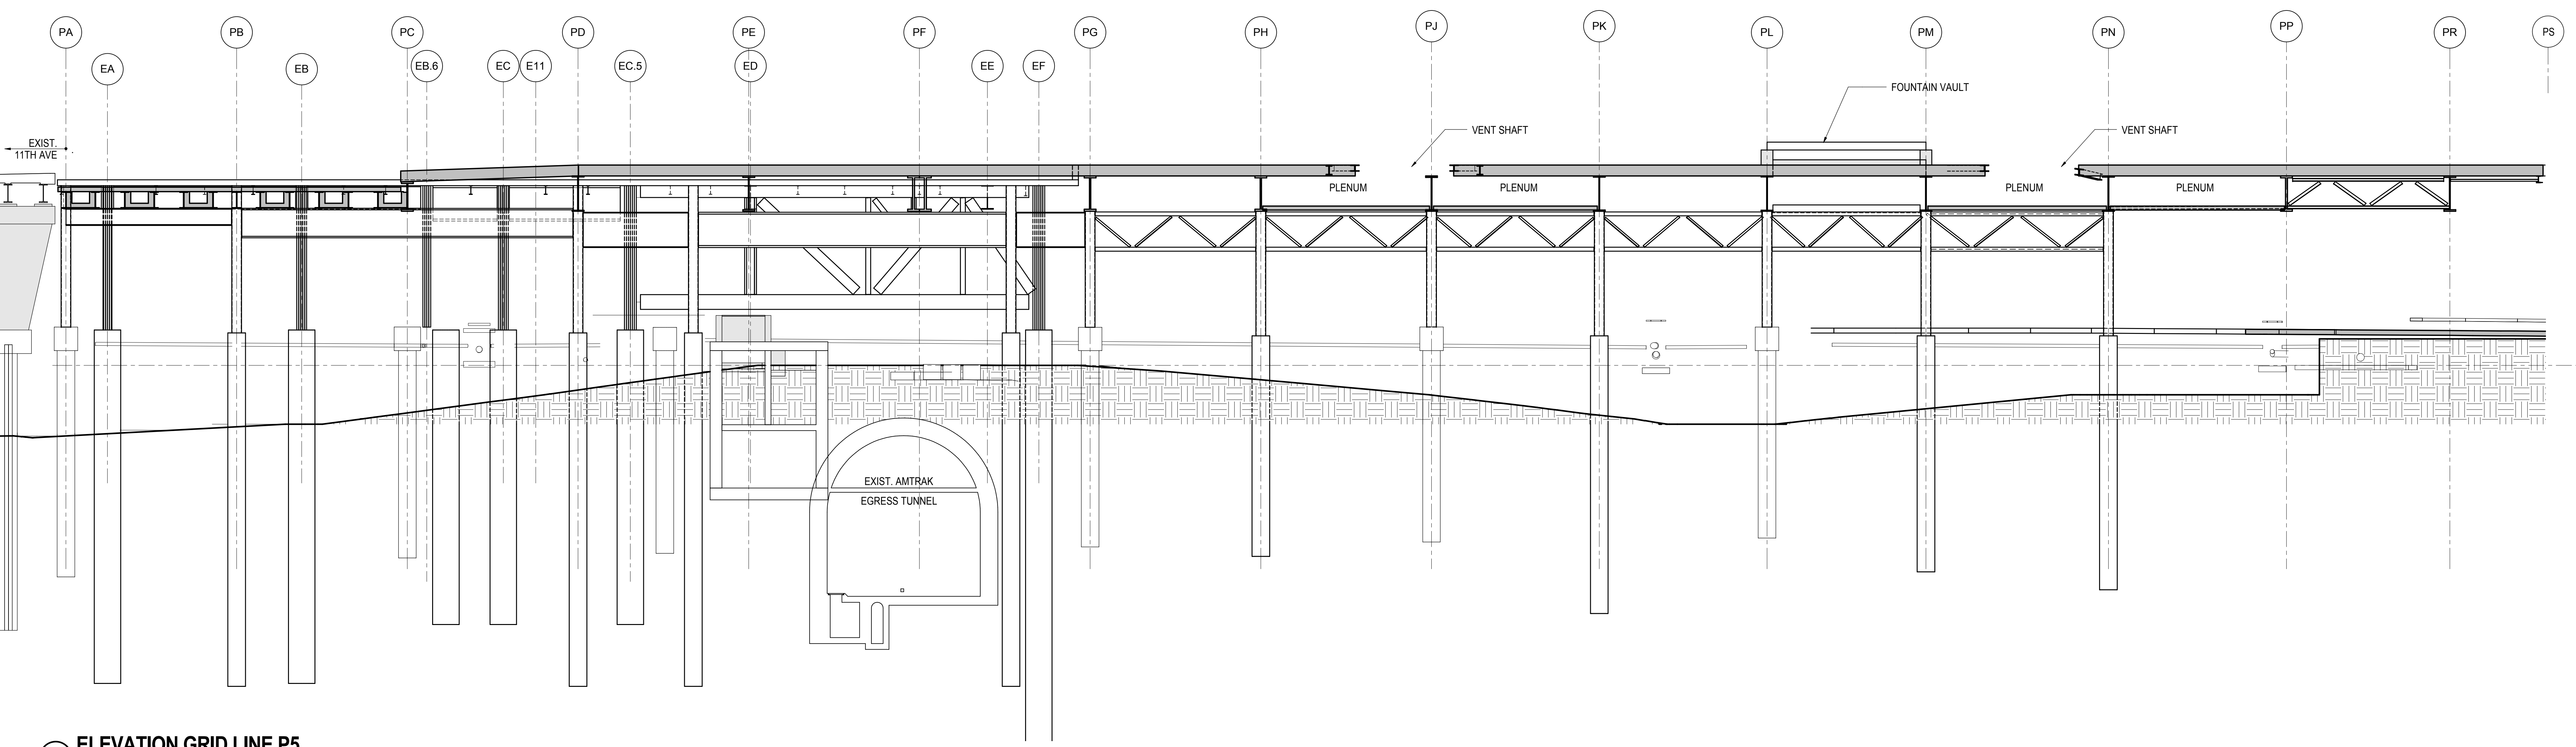 PA
PB
PC
PD
PE
PF
PG
PH
PJ
PK
PL
PM
PN
PP
PR
PS
EA
EB
EB.6
EC
E11
EC.5
ED
EE
EF
FOUNTAIN VAULT
VENT SHAFT
VENT SHAFT
EXIST.
11TH AVE
PLENUM
PLENUM
PLENUM
PLENUM
EXIST. AMTRAK
EGRESS TUNNEL
ELEVATION GRID LINE P5